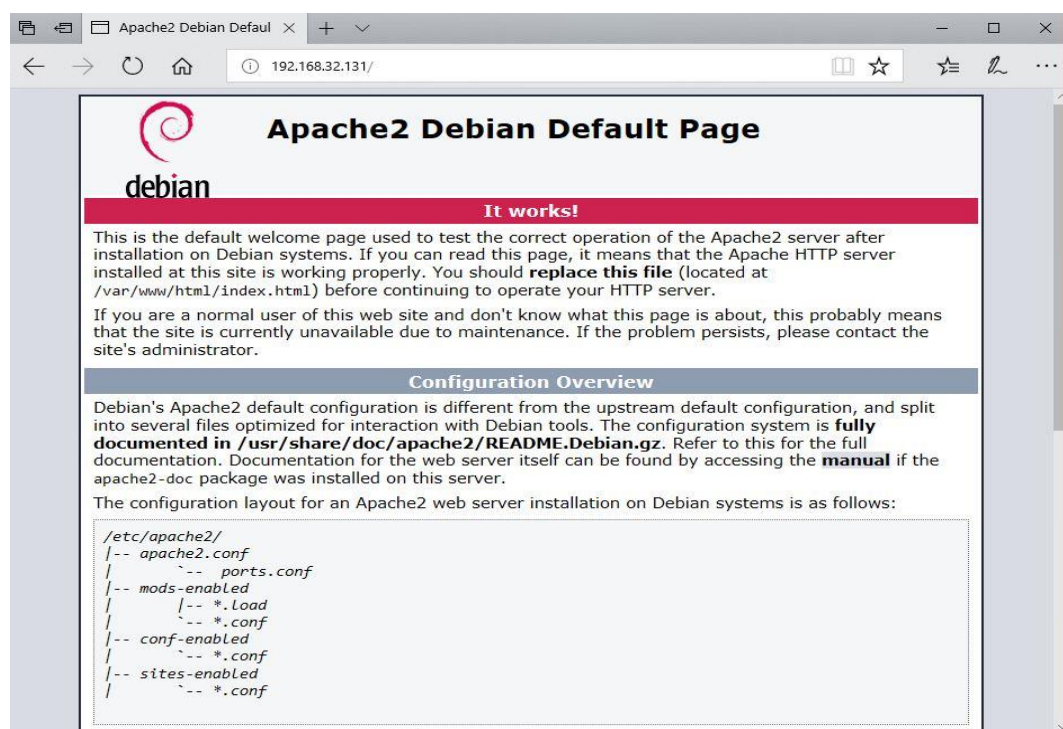 Apache2 Debian Defaul
192.168.32.131/
debian
Apache2 Debian Default Page
It works!
This is the default welcome page used to test the correct operation of the Apache2 server after
installation on Debian systems. If you can read this page, it means that the Apache HTTP server
installed at this site is working properly. You should replace this file (located at
/var/www/html/index.html) before continuing to operate your HTTP server.
If you are a normal user of this web site and don't know what this page is about, this probably means
that the site is currently unavailable due to maintenance. If the problem persists, please contact the
site's administrator.
Configuration Overview
Debian's Apache2 default configuration is different from the upstream default configuration, and split
into several files optimized for interaction with Debian tools. The configuration system is fully
documented in /usr/share/doc/apache2/README.Debian.gz. Refer to this for the full
documentation. Documentation for the web server itself can be found by accessing the manual if the
apache2-doc package was installed on this server.
The configuration layout for an Apache2 web server installation on Debian systems is as follows:
/etc/apache2/
|-- apache2.conf
|       `--  ports.conf
|-- mods-enabled
|       |-- *.load
|       `-- *.conf
|-- conf-enabled
|       `-- *.conf
|-- sites-enabled
|       `-- *.conf